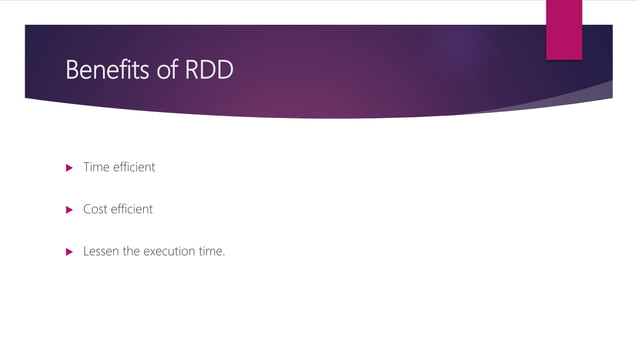 Benefits of RDD
Time efficient
Cost efficient
Lessen the execution time.